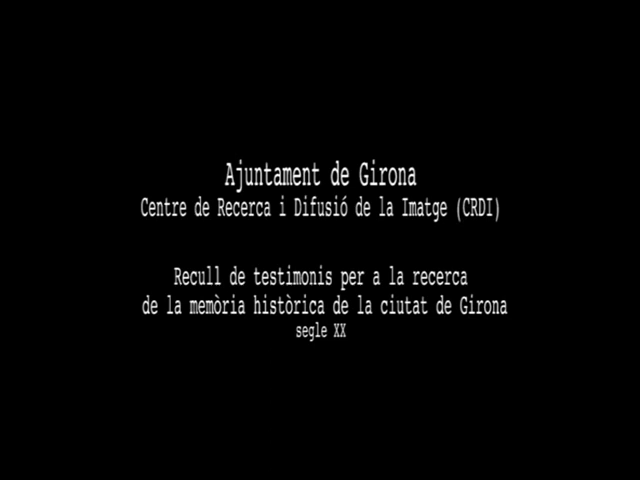 Ajuntament de Girona
Centre de Recerca i Difusió de la Imatge (CRDI)
Recull de testimonis per a la recerca
de la memòria històrica de la ciutat de Girona
segle XX